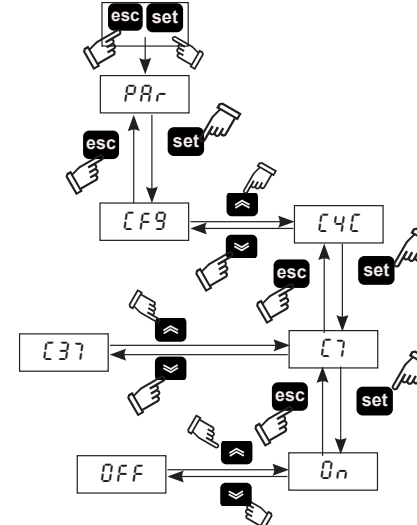 esc set
PAr
esc set
CF9
C4C
esc set
C37
C7
esc set
OFF
On